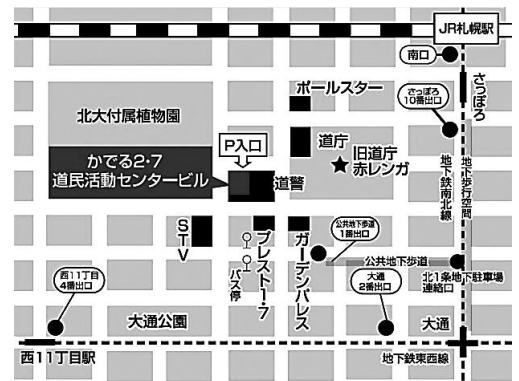 JR札幌駅
南口
さっぽろ
ポールスター
さっぽろ
10番出口
北大付属植物園
P入口
道庁
旧道庁
赤レンガ
かでる2・7
道民活動センタービル
道警
地下鉄南北線
地下歩行空間
STV
バス停
プレスト1・7
ガーデンパレス
公共地下歩道
1番出口
公共地下歩道
西11丁目
4番出口
大通
2番出口
北1条地下駐車場
連絡口
大通公園
大通
西11丁目駅
地下鉄東西線